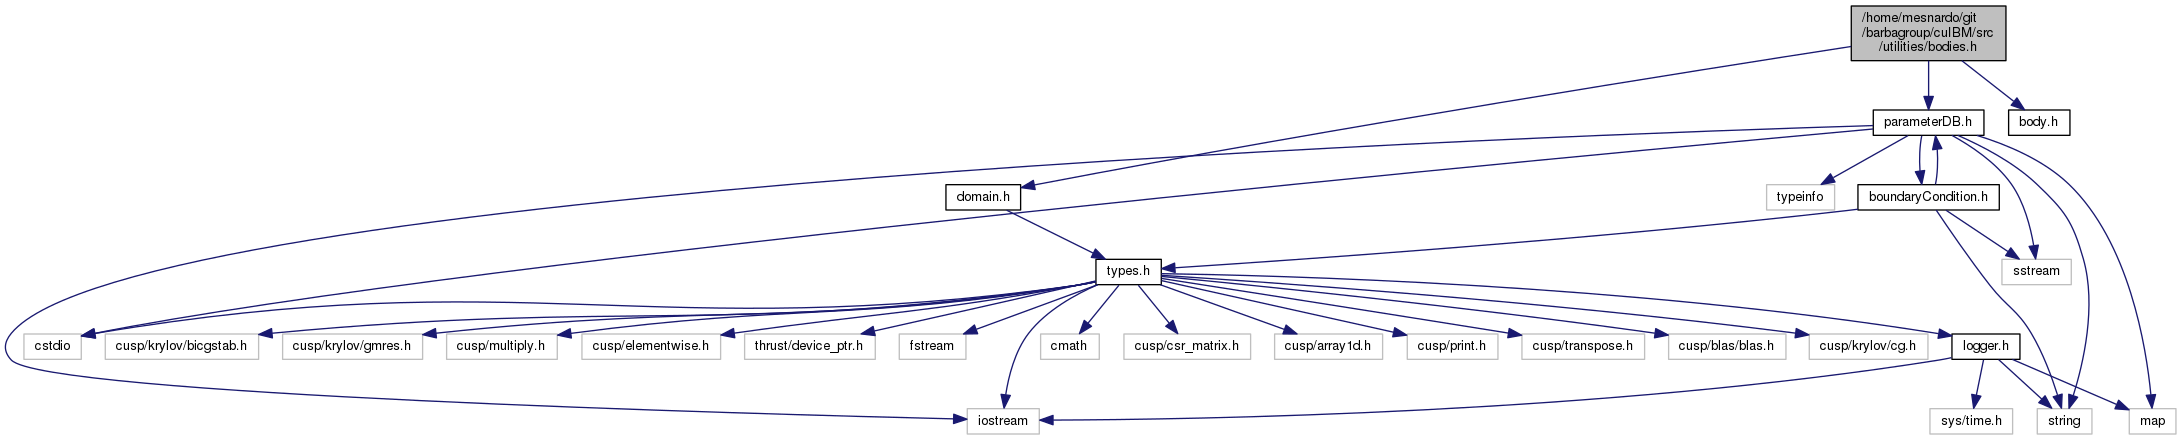 /home/mesnardo/git
/barbagroup/cuIBM/src
/utilities/bodies.h
parameterDB.h
body.h
domain.h
typeinfo
boundaryCondition.h
types.h
sstream
cstdio
cusp/krylov/bicgstab.h
cusp/krylov/gmres.h
cusp/multiply.h
cusp/elementwise.h
thrust/device_ptr.h
fstream
cmath
cusp/csr_matrix.h
cusp/array1d.h
cusp/print.h
cusp/transpose.h
cusp/blas/blas.h
cusp/krylov/cg.h
logger.h
iostream
sys/time.h
string
map